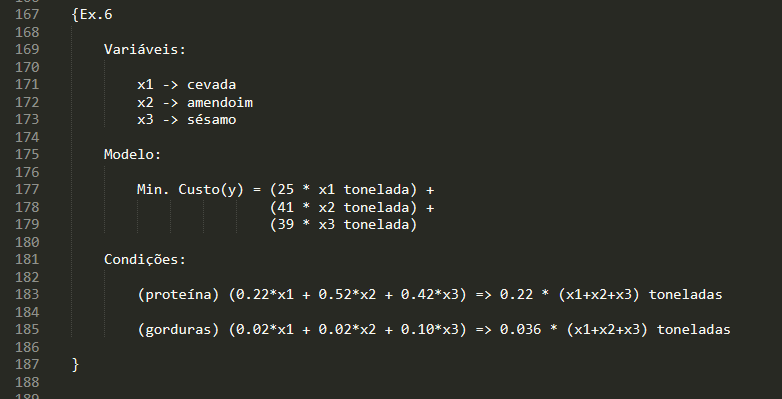 167 {Ex.6
168
169 Variáveis:
170
171 x1 -> cevada
172 x2 -> amendoim
173 x3 -> sésamo
174
175 Modelo:
176
177 Min. Custo(y) = (25 * x1 tonelada) +
178 (41 * x2 tonelada) +
179 (39 * x3 tonelada)
180
181 Condições:
182
183 (proteína) (0.22*x1 + 0.52*x2 + 0.42*x3) => 0.22 * (x1+x2+x3) toneladas
184
185 (gorduras) (0.02*x1 + 0.02*x2 + 0.10*x3) => 0.036 * (x1+x2+x3) toneladas
186
187 }
188